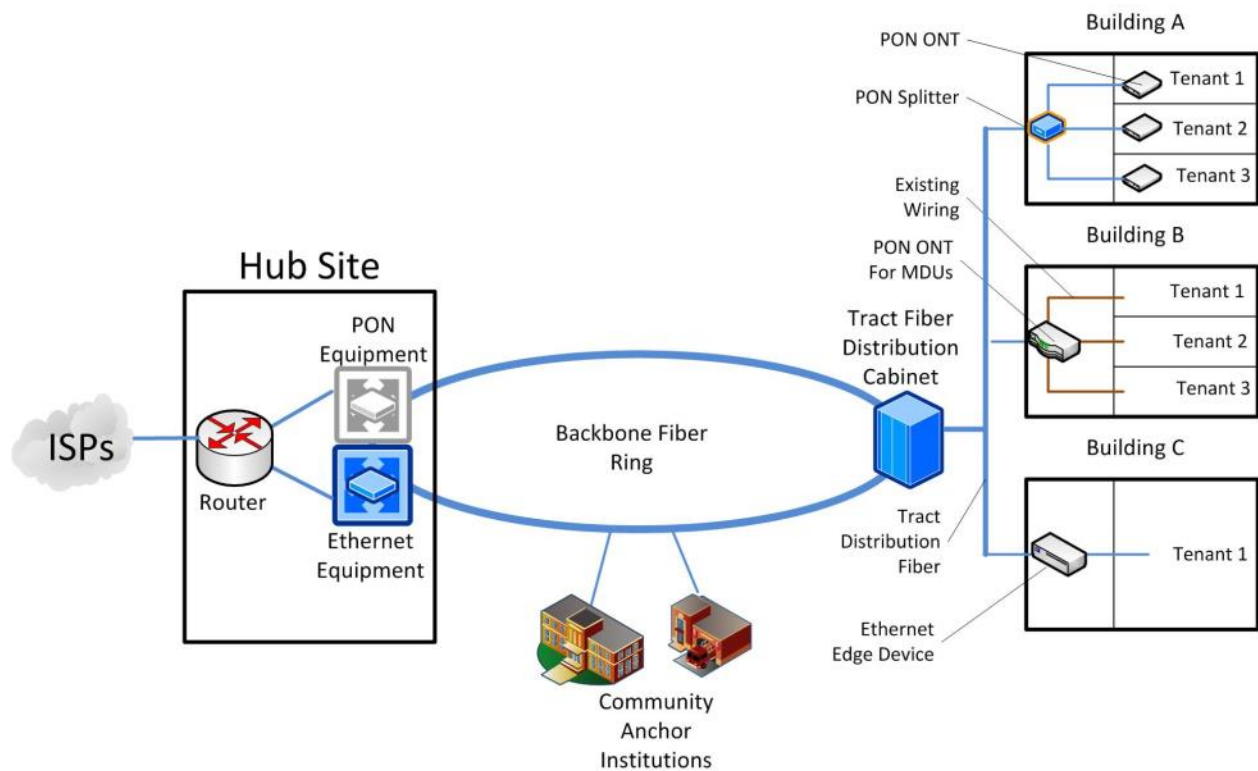 Building A
PON ONT
PON Splitter
Tenant 1
Tenant 2
Tenant 3
Existing
Wiring
PON ONT
For MDUs
Building B
Tenant 1
Tenant 2
Tenant 3
Hub Site
PON
Equipment
ISPs
Router
Ethernet
Equipment
Backbone Fiber
Ring
Tract Fiber
Distribution
Cabinet
Building C
Tract
Distribution
Fiber
Tenant 1
Ethernet
Edge Device
Community
Anchor
Institutions